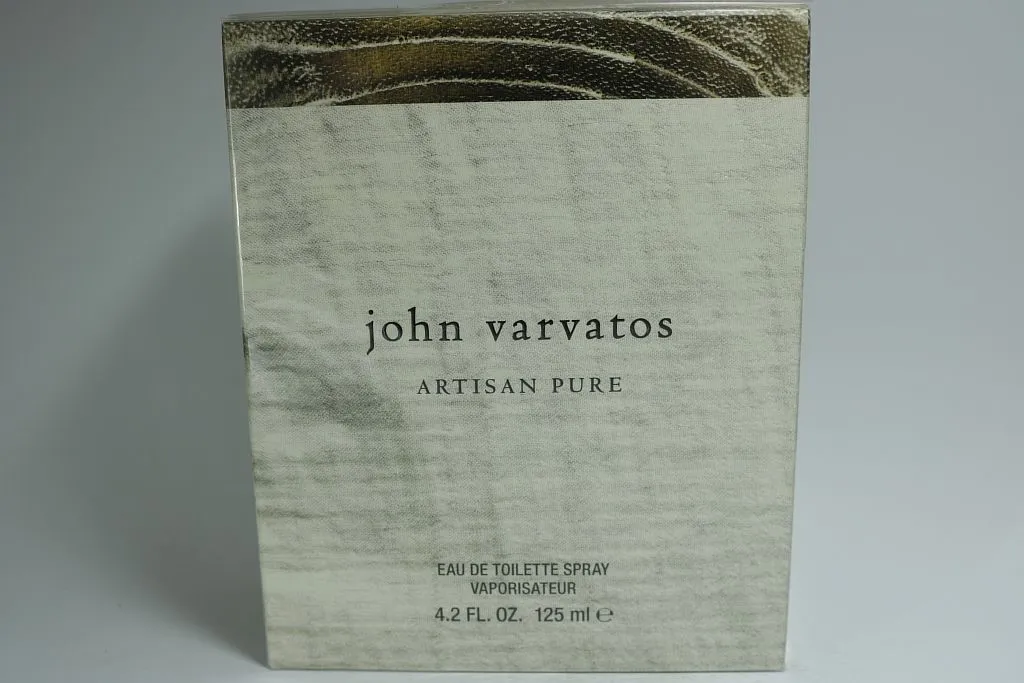 john varvatos
ARTISAN PURE
EAU DE TOILETTE SPRAY
VAPORISATEUR
4.2 FL. OZ. 125 ml ℮